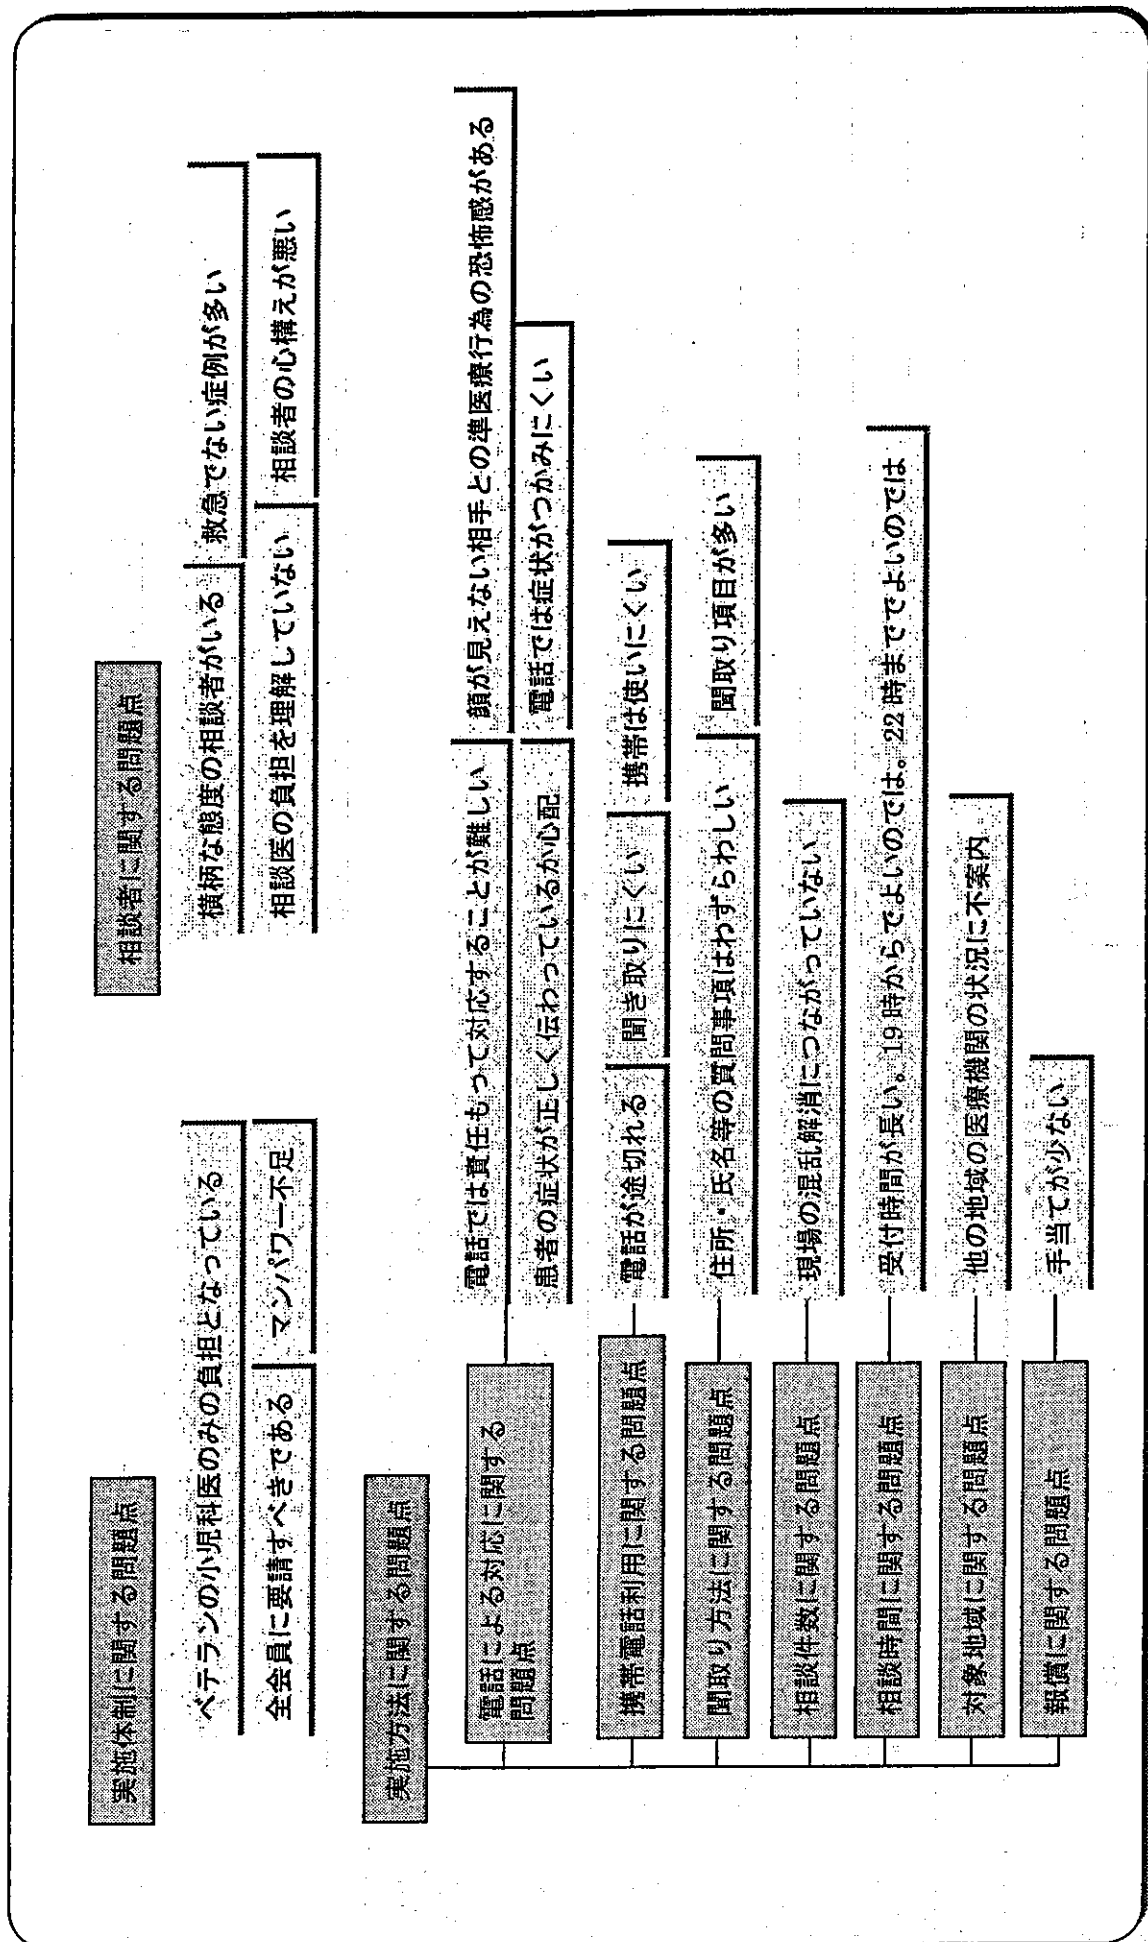 実施体制に関する問題点
ベテランの小児科医のみの負担となっている
全会員に要請すべきである
マンパワー不足
相談者に関する問題点
横柄な態度の相談者がいる
救急でない症例が多い
相談医の負担を理解していない
相談者の心構えが悪い
実施方法に関する問題点
電話による対応に関する
問題点
電話では責任もって対応することが難しい
顔が見えない相手との準医療行為の恐怖感がある
患者の症状が正しく伝わっているか心配
電話では症状がつかみにくい
携帯電話利用に関する問題点
電話が途切れる
聞き取りにくい
携帯は使いにくい
聞取り方法に関する問題点
住所・氏名等の質問事項はわずらわしい
聞取り項目が多い
相談件数に関する問題点
現場の混乱解消につながっていない
相談時間に関する問題点
受付時間が長い。19時からでよいのでは。22時まででよいのでは
対象地域に関する問題点
他の地域の医療機関の状況に不案内
報償に関する問題点
手当てが少ない